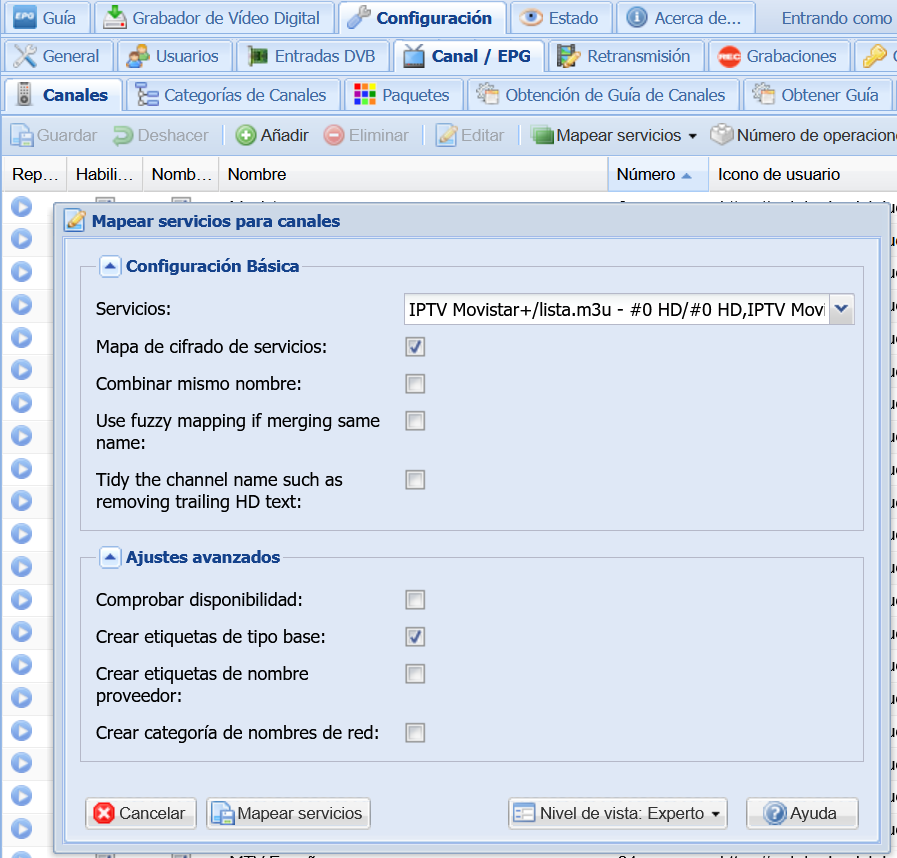 EPG Guía Grabador de Vídeo Digital Configuración Estado Acerca de... Entrando como
General Usuarios Entradas DVB Canal / EPG Retransmisión REC Grabaciones
Canales Categorías de Canales Paquetes Obtención de Guía de Canales Obtener Guía
Guardar Deshacer Añadir Eliminar Editar Mapear servicios Número de operacion
Rep... Habili... Nomb... Nombre Número Icono de usuario
Mapear servicios para canales
Configuración Básica
Servicios: IPTV Movistar+/lista.m3u - #0 HD/#0 HD,IPTV Movi
Mapa de cifrado de servicios:
Combinar mismo nombre:
Use fuzzy mapping if merging same
name:
Tidy the channel name such as
removing trailing HD text:
Ajustes avanzados
Comprobar disponibilidad:
Crear etiquetas de tipo base:
Crear etiquetas de nombre
proveedor:
Crear categoría de nombres de red:
Cancelar Mapear servicios Nivel de vista: Experto Ayuda